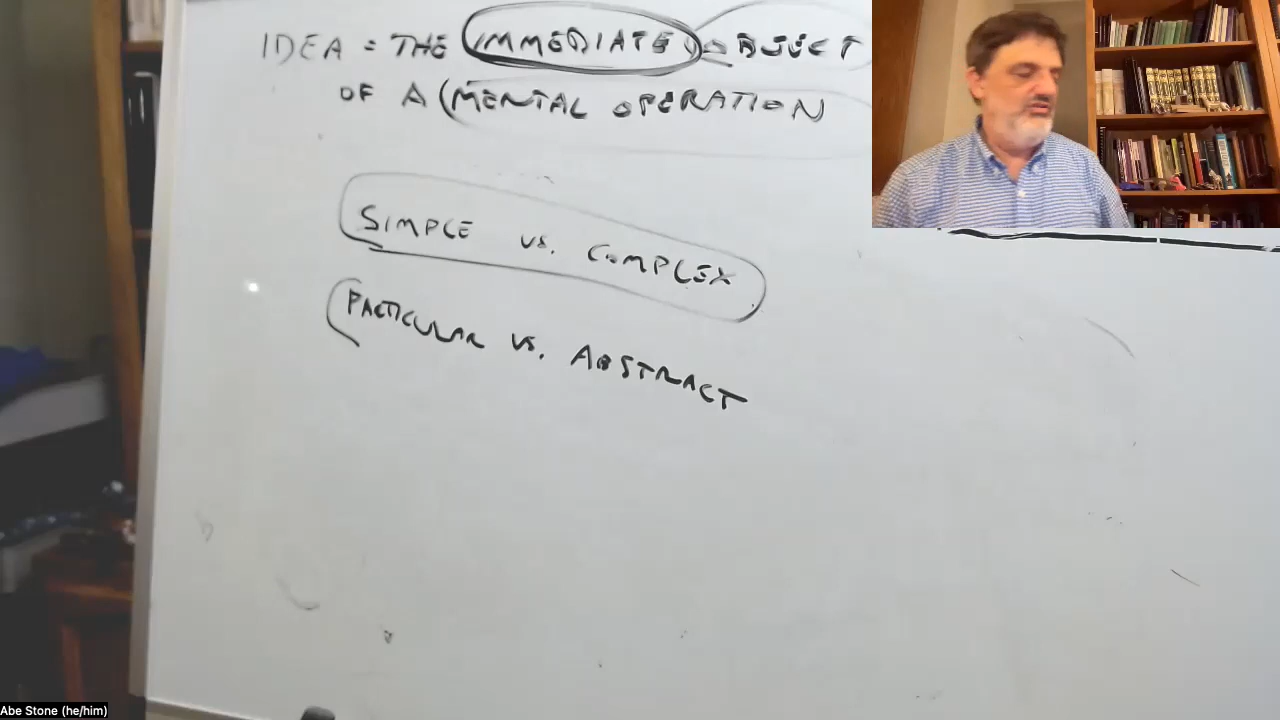 IDEA = THE IMMEDIATE OBJECT
OF A MENTAL OPERATION
SIMPLE vs. COMPLEX
PARTICULAR vs. ABSTRACT
Abe Stone (he/him)